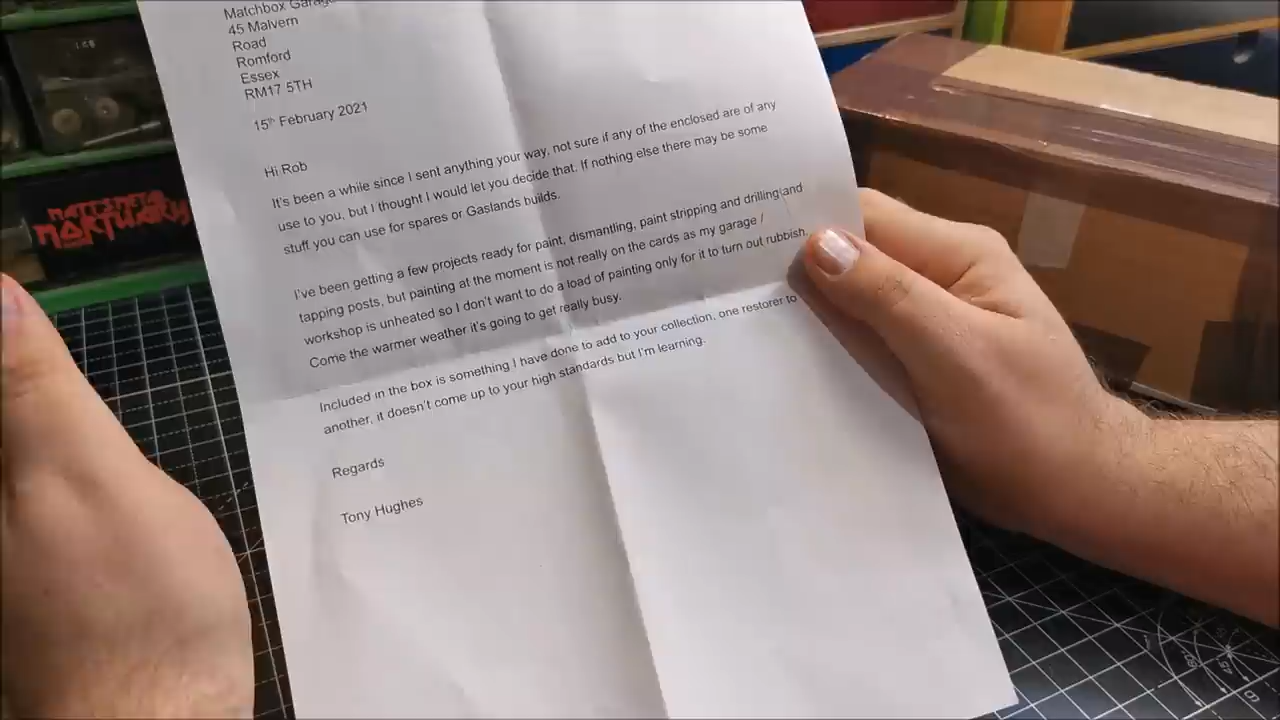 Matchbox Garage
45 Malvern
Road
Romford
Essex
RM17 5TH
15th February 2021
Hi Rob
It's been a while since I sent anything your way, not sure if any of the enclosed are of any
use to you, but I thought I would let you decide that. If nothing else there may be some
stuff you can use for spares or Gaslands builds.
I've been getting a few projects ready for paint, dismantling, paint stripping and drilling and
tapping posts, but painting at the moment is not really on the cards as my garage /
workshop is unheated so I don't want to do a load of painting only for it to turn out rubbish.
Come the warmer weather it's going to get really busy.
Included in the box is something I have done to add to your collection, one restorer to
another, it doesn't come up to your high standards but I'm learning.
Regards
Tony Hughes
MORTUARY